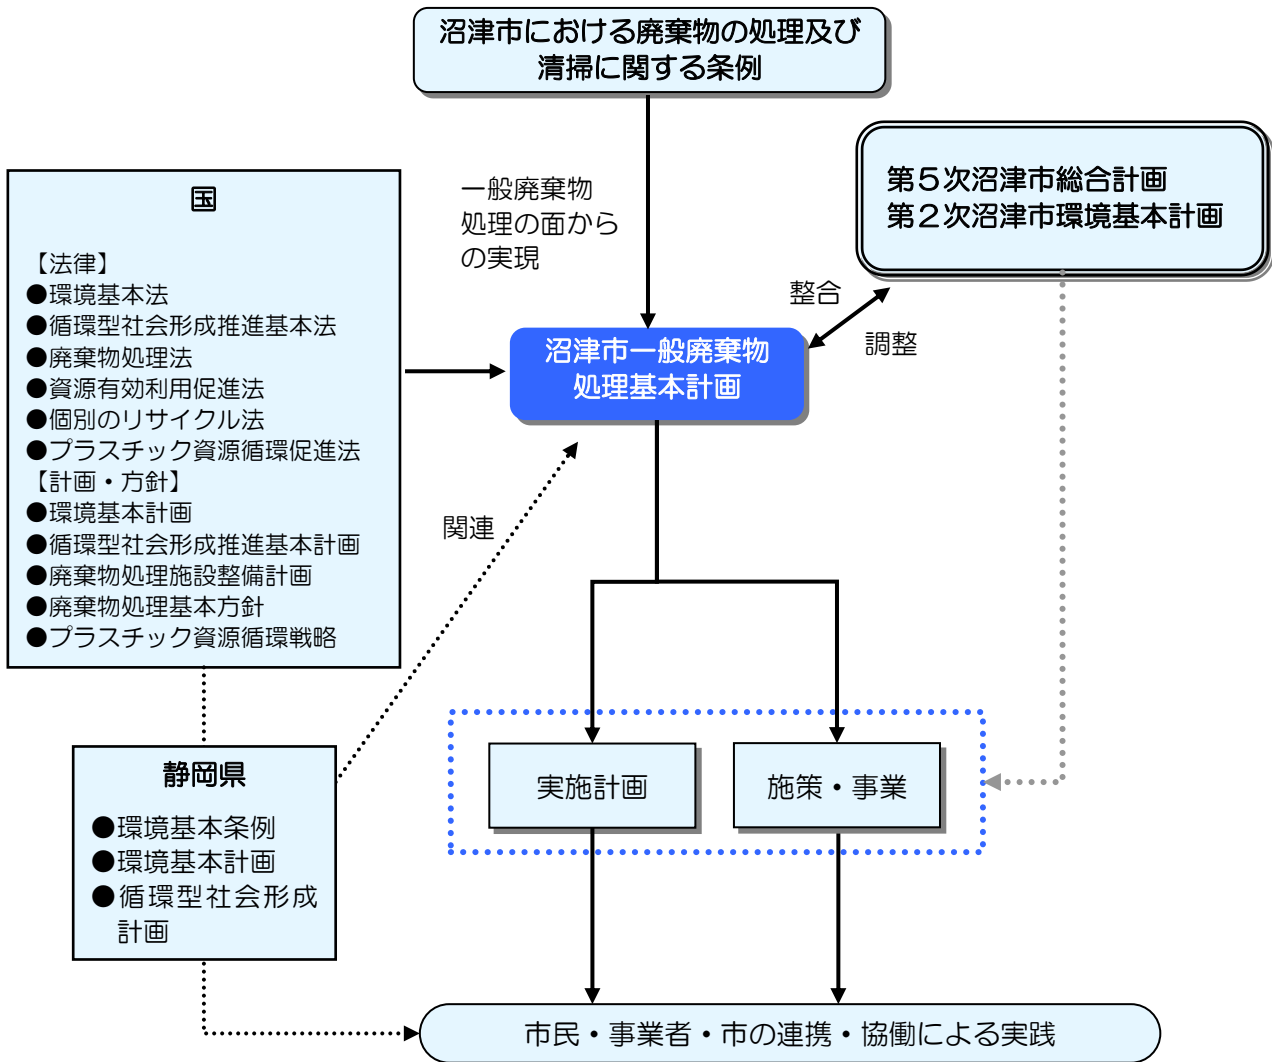 沼津市における廃棄物の処理及び
清掃に関する条例
第５次沼津市総合計画
第２次沼津市環境基本計画
国
【法律】
●環境基本法
●循環型社会形成推進基本法
●廃棄物処理法
●資源有効利用促進法
●個別のリサイクル法
●プラスチック資源循環促進法
【計画・方針】
●環境基本計画
●循環型社会形成推進基本計画
●廃棄物処理施設整備計画
●廃棄物処理基本方針
●プラスチック資源循環戦略
一般廃棄物
処理の面から
の実現
整合
調整
沼津市一般廃棄物
処理基本計画
関連
静岡県
●環境基本条例
●環境基本計画
●循環型社会形成
計画
実施計画
施策・事業
市民・事業者・市の連携・協働による実践